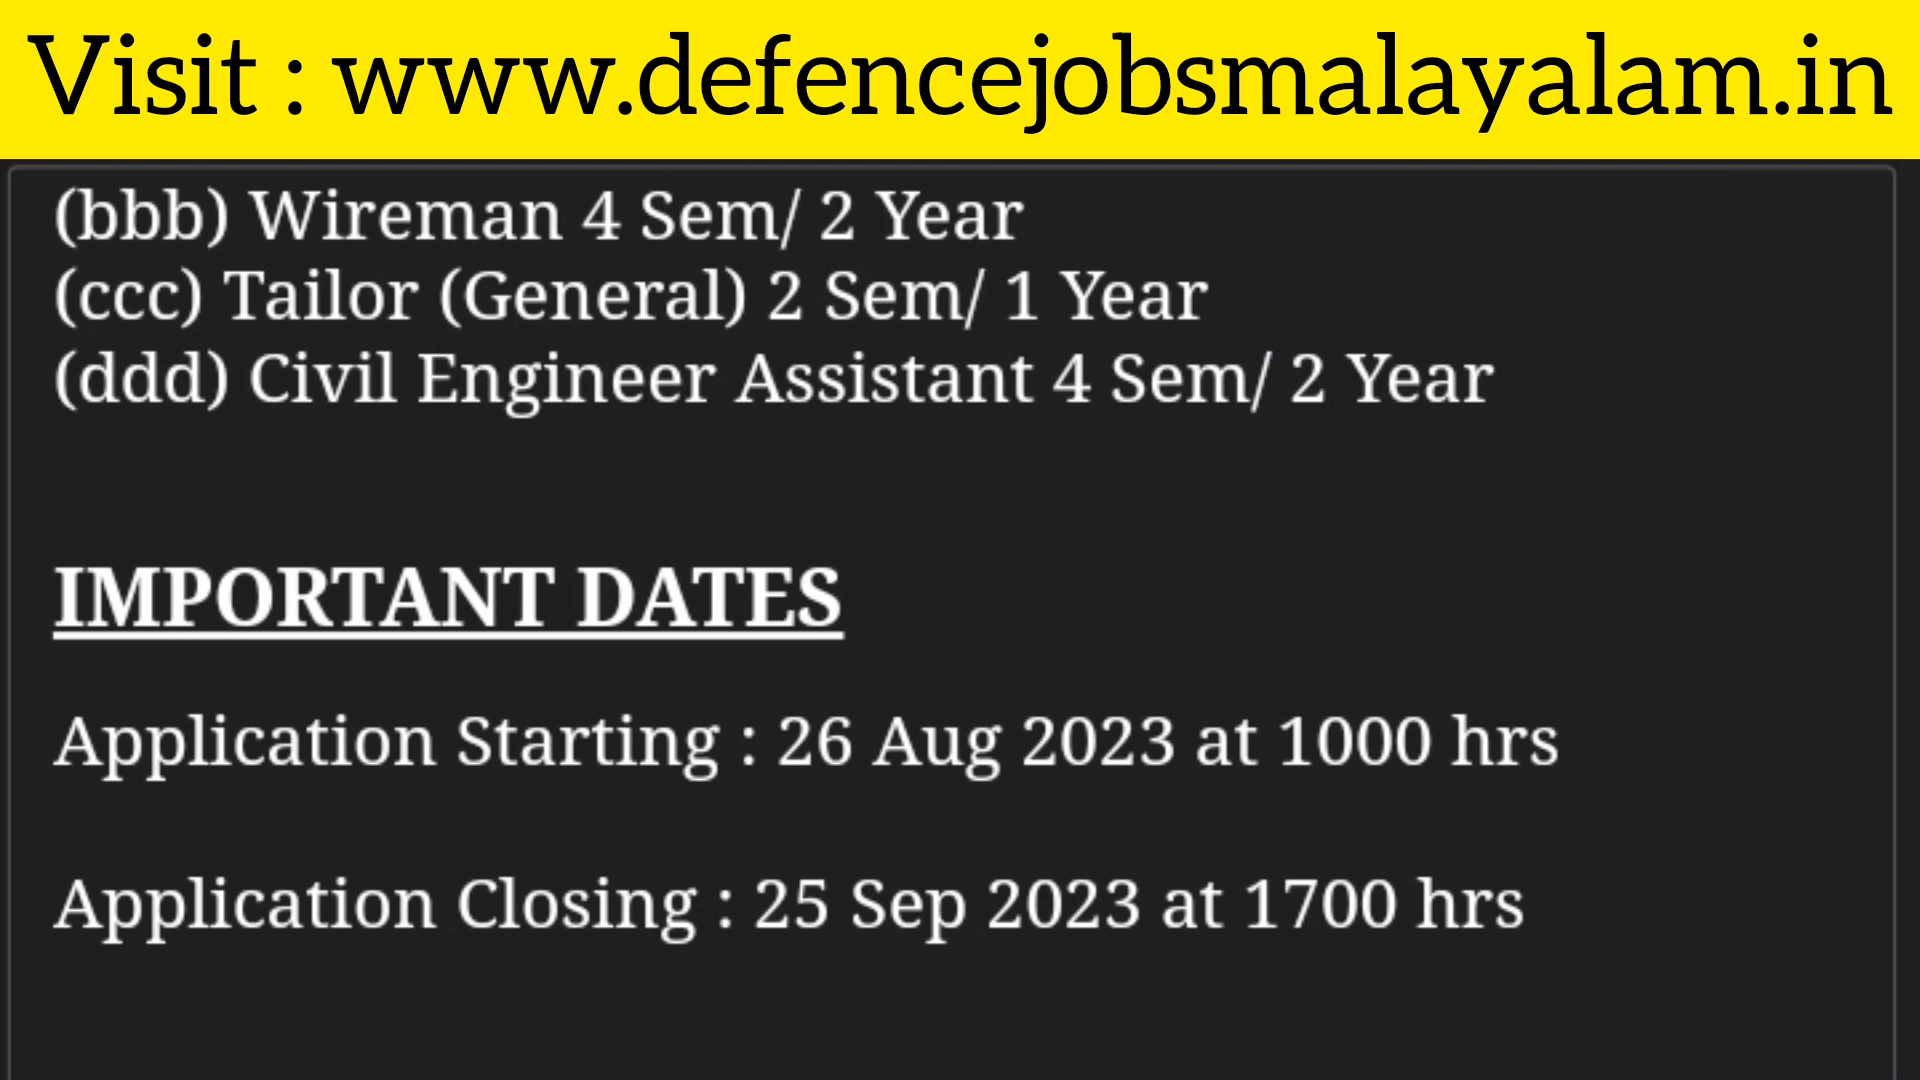 Visit : www.defencejobsmalayalam.in
(bbb) Wireman 4 Sem/ 2 Year
(ccc) Tailor (General) 2 Sem/ 1 Year
(ddd) Civil Engineer Assistant 4 Sem/ 2 Year
IMPORTANT DATES
Application Starting : 26 Aug 2023 at 1000 hrs
Application Closing : 25 Sep 2023 at 1700 hrs